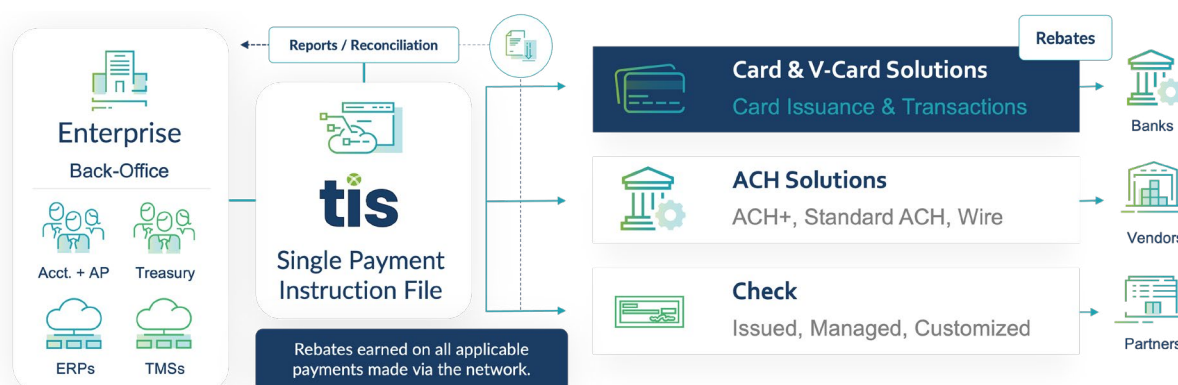 Enterprise
Back-Office
Acct. + AP
Treasury
ERPs
TMSs
Reports / Reconciliation
tis
Single Payment
Instruction File
Rebates earned on all applicable
payments made via the network.
Rebates
Card & V-Card Solutions
Card Issuance & Transactions
Banks
ACH Solutions
ACH+, Standard ACH, Wire
Vendors
Check
Issued, Managed, Customized
Partners